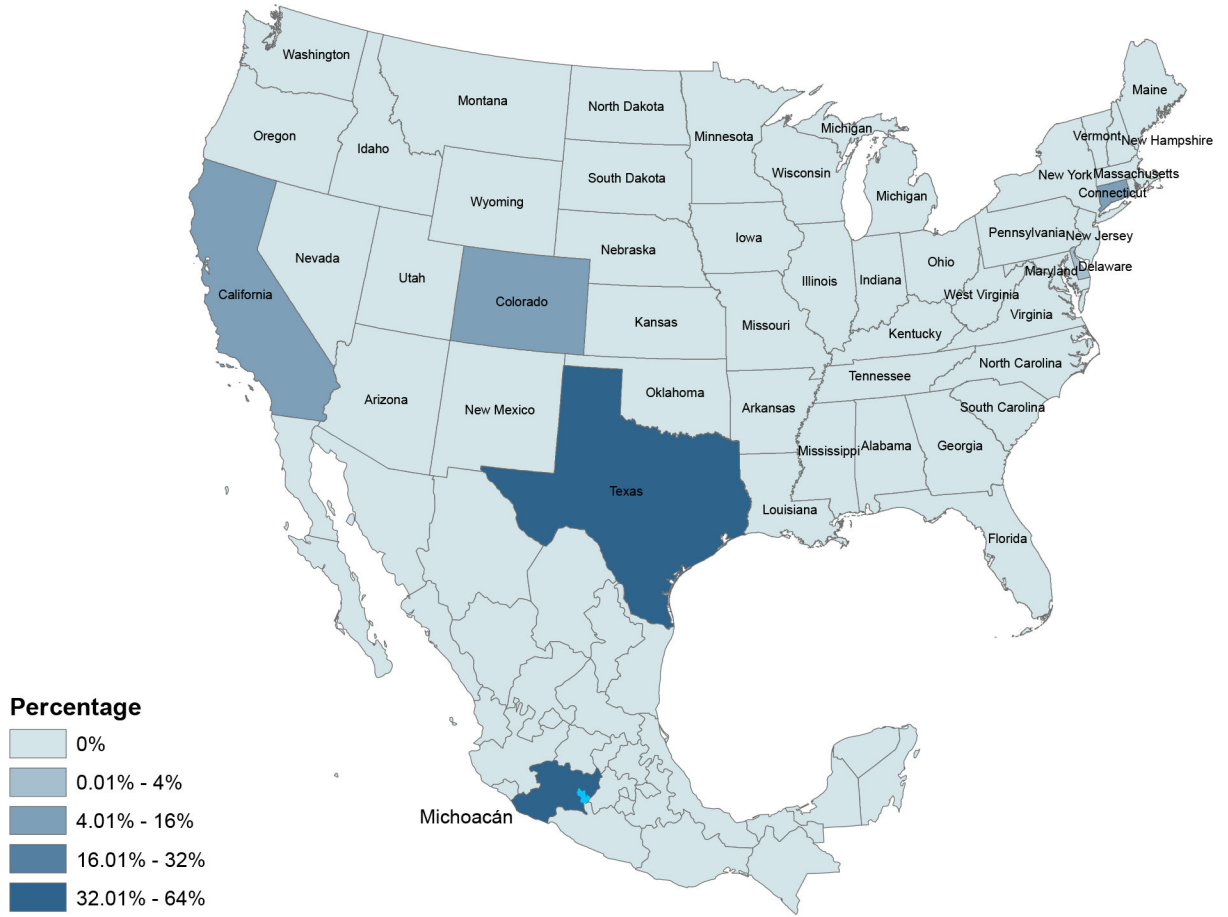 Washington
Montana
North Dakota
Minnesota
Michigan
Maine
Oregon
Idaho
Vermont
New Hampshire
Wisconsin
New York
Massachusetts
South Dakota
Connecticut
Wyoming
Michigan
Iowa
Pennsylvania
New Jersey
Nebraska
Nevada
Ohio
Utah
Illinois
Indiana
Maryland
Delaware
California
Colorado
West Virginia
Virginia
Kansas
Missouri
Kentucky
North Carolina
Tennessee
Arizona
New Mexico
Oklahoma
Arkansas
South Carolina
Mississippi
Alabama
Georgia
Texas
Louisiana
Florida
Michoacán
Percentage
0%
0.01% - 4%
4.01% - 16%
16.01% - 32%
32.01% - 64%